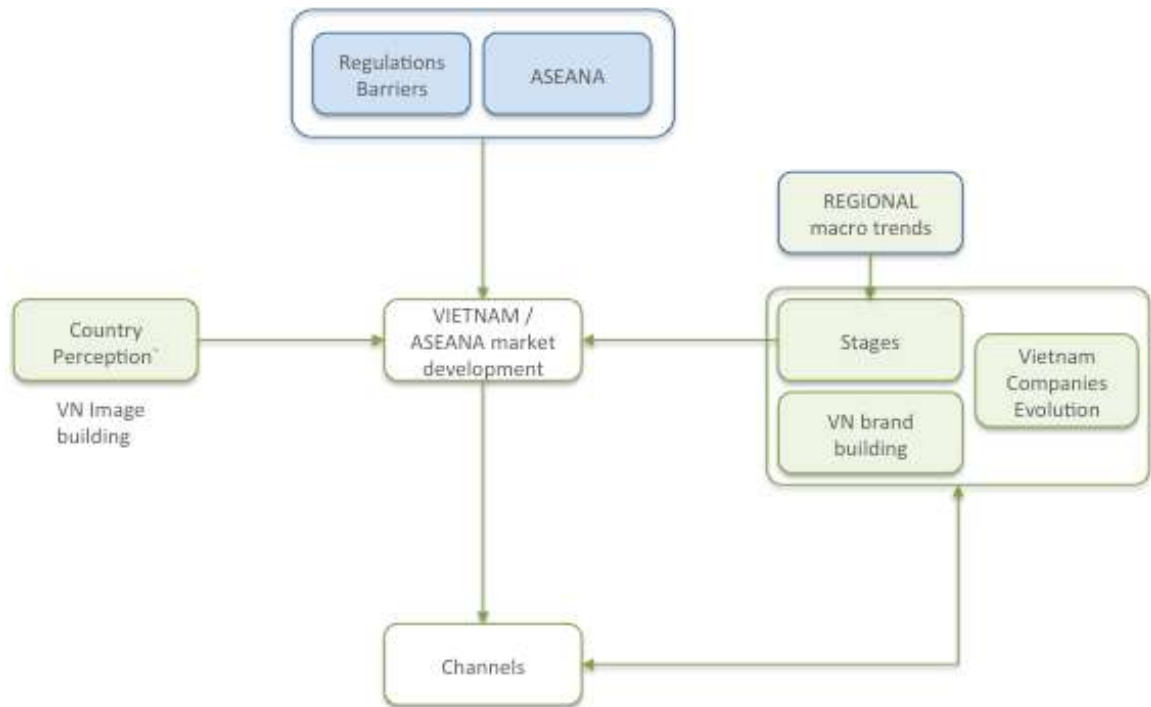 Regulations
Barriers
ASEANA
REGIONAL
macro trends
Country
Perception`
VN Image
building
VIETNAM /
ASEANA market
development
Stages
Vietnam
Companies
Evolution
VN brand
building
Channels